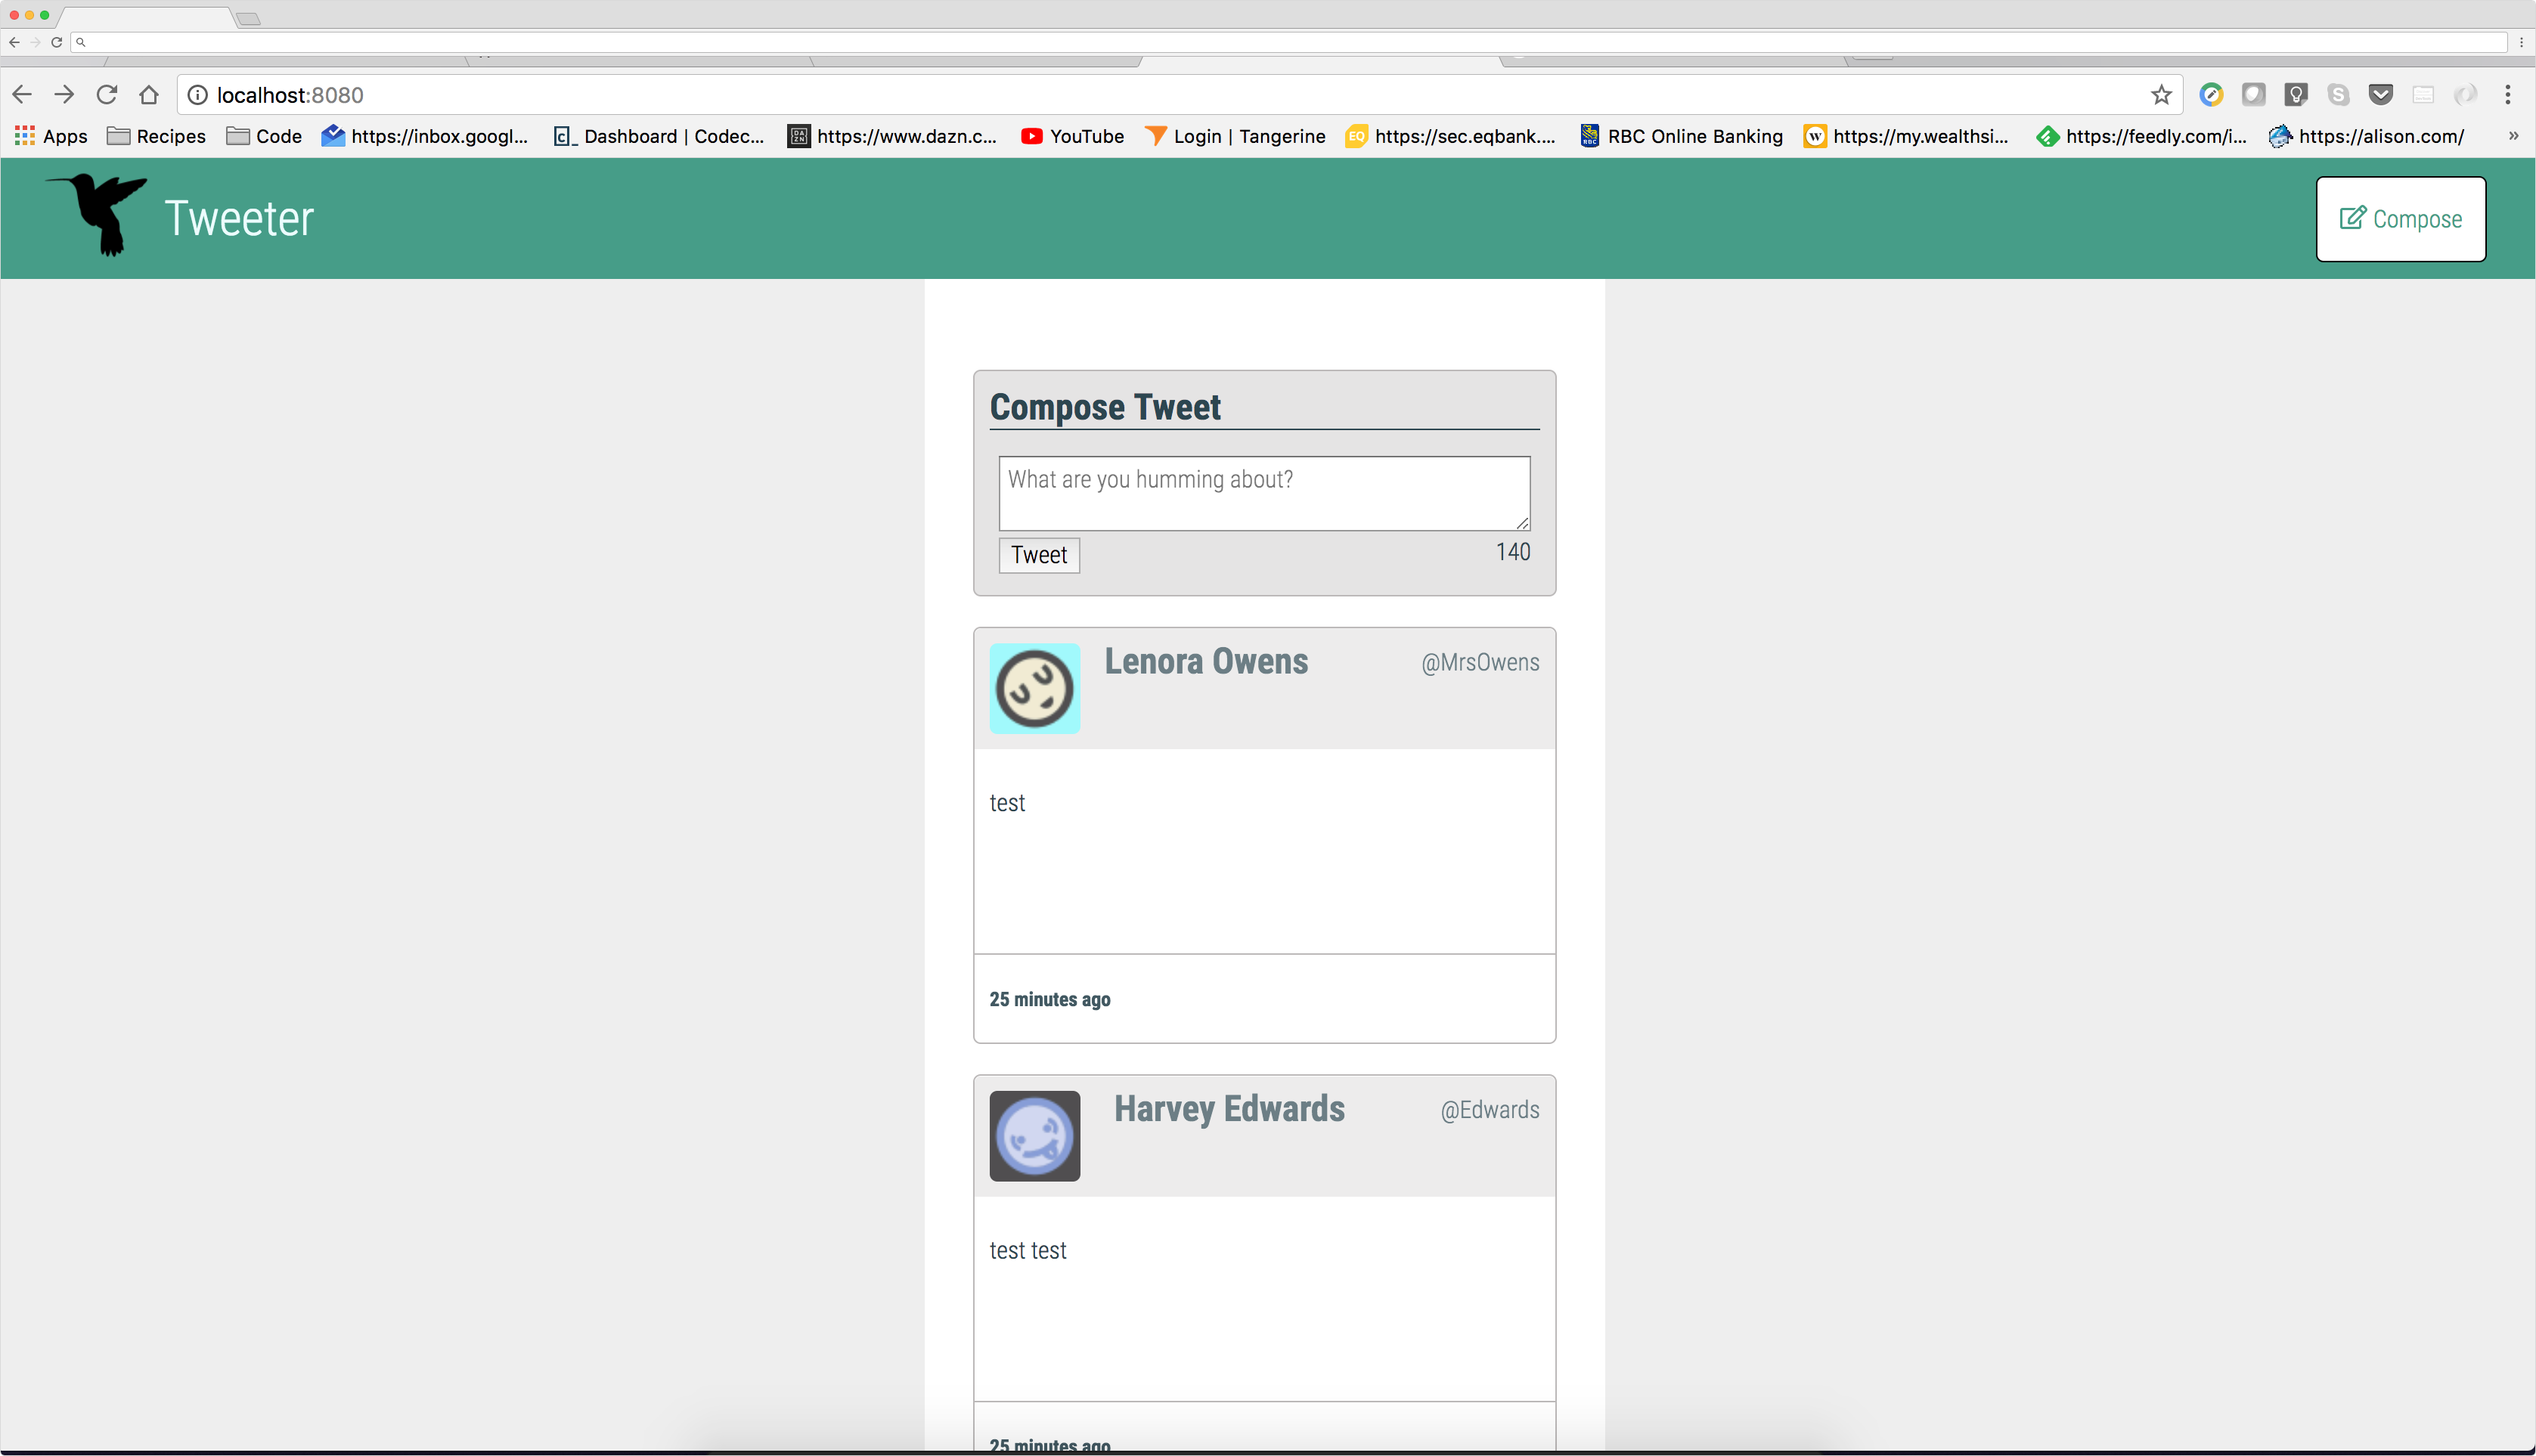 localhost:8080
Apps Recipes Code https://inbox.googl... Dashboard | Codec... https://www.dazn.c... YouTube Login | Tangerine https://sec.eqbank.... RBC Online Banking https://my.wealthsi... https://feedly.com/i... https://alison.com/ »
Tweeter Compose
Compose Tweet
What are you humming about?
Tweet 140
Lenora Owens @MrsOwens
test
25 minutes ago
Harvey Edwards @Edwards
test test
25 minutes ago